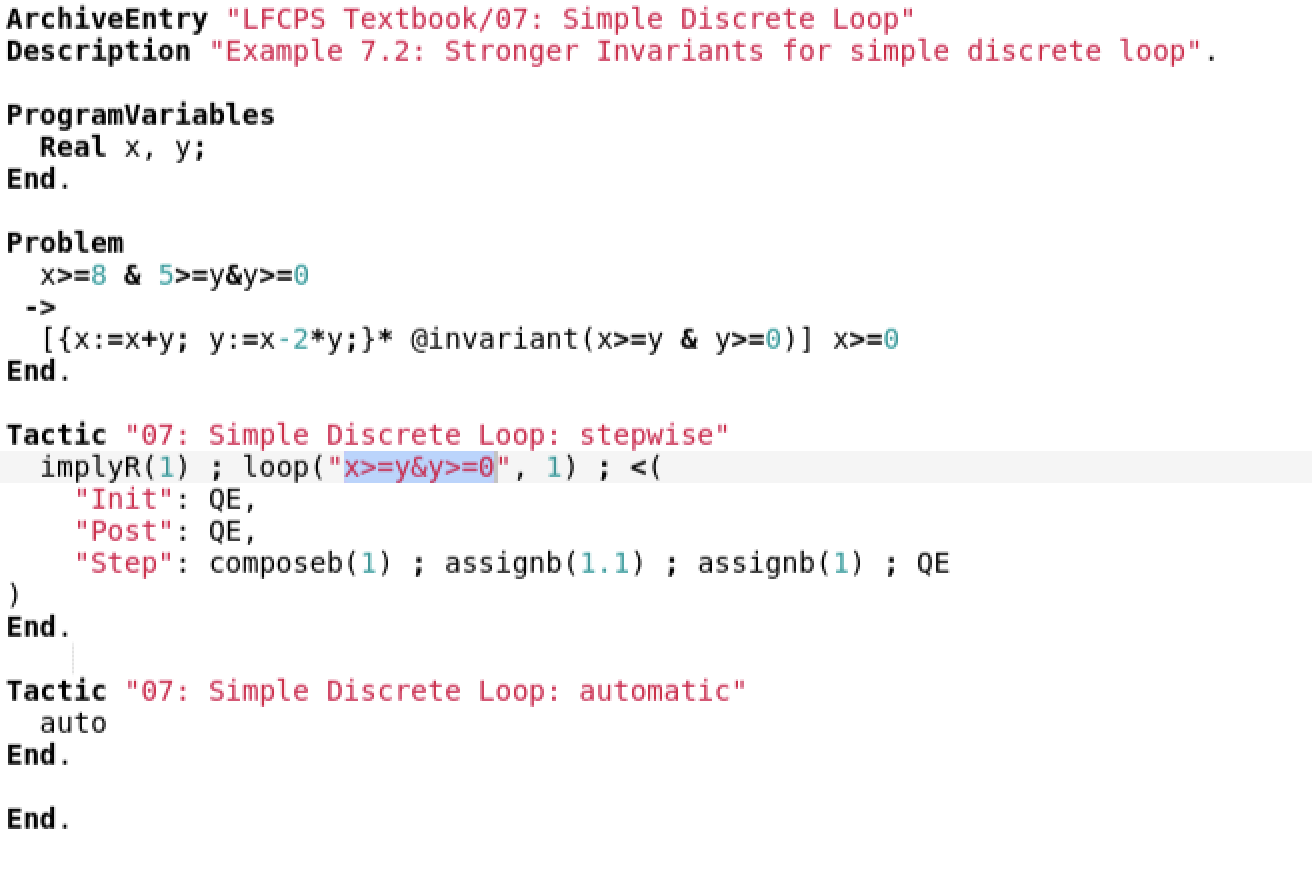 ArchiveEntry "LFCPS Textbook/07: Simple Discrete Loop"
Description "Example 7.2: Stronger Invariants for simple discrete loop".
ProgramVariables
Real x, y;
End.
Problem
x>=8 & 5>=y&y>=0
->
[{x:=x+y; y:=x-2*y;}* @invariant(x>=y & y>=0)] x>=0
End.
Tactic "07: Simple Discrete Loop: stepwise"
implyR(1) ; loop("x>=y&y>=0", 1) ; <(
"Init": QE,
"Post": QE,
"Step": composeb(1) ; assignb(1.1) ; assignb(1) ; QE
)
End.
Tactic "07: Simple Discrete Loop: automatic"
auto
End.
End.